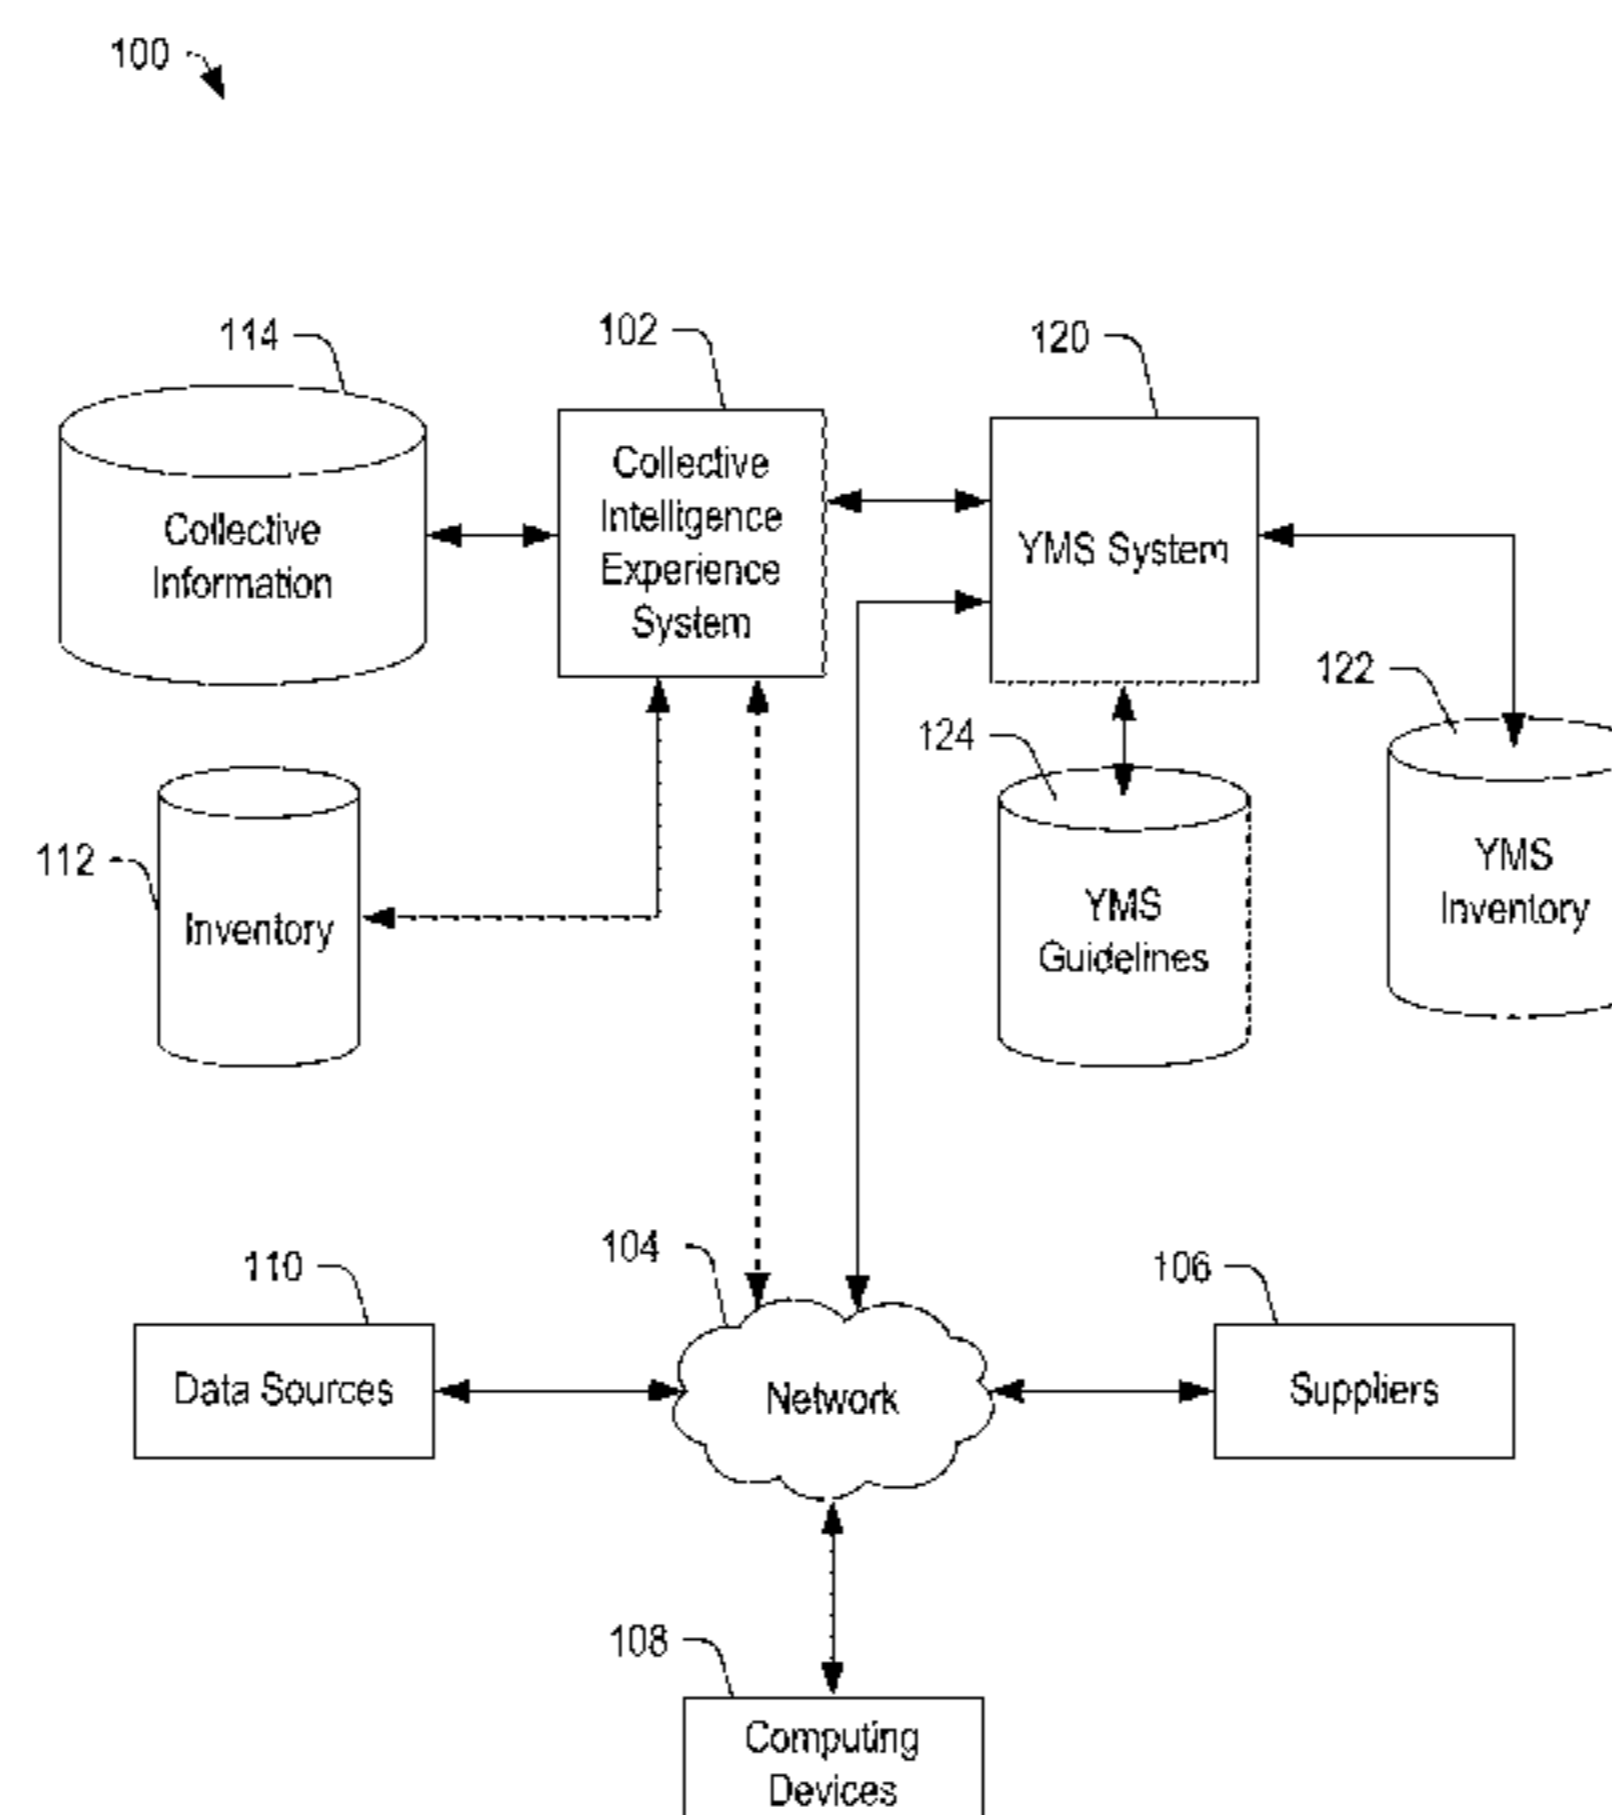 100
114
102
120
Collective
Information
Collective
Intelligence
Experience
System
YMS System
122
124
112
Inventory
YMS
Guidelines
YMS
Inventory
104
110
106
Data Sources
Network
Suppliers
108
Computing
Devices